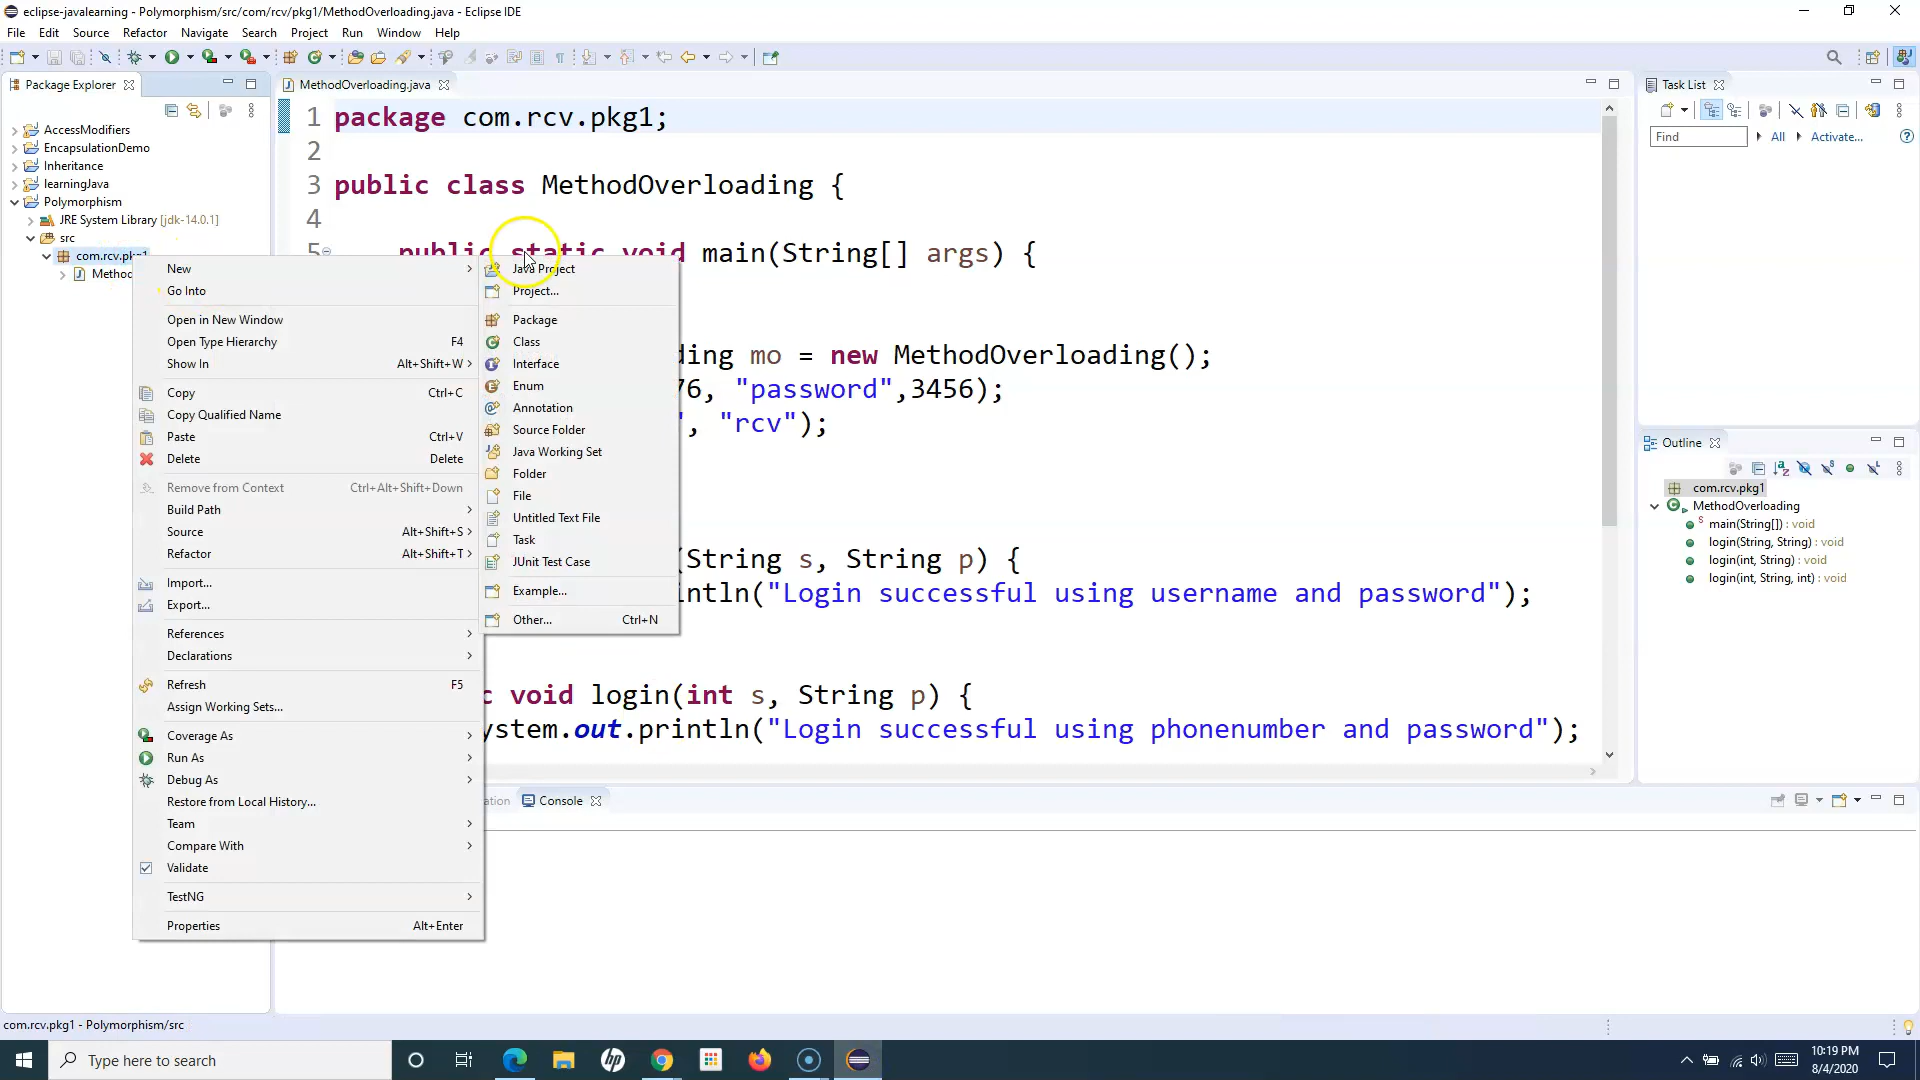 eclipse-javalearning - Polymorphism/src/com/rcv/pkg1/MethodOverloading.java - Eclipse IDE
File Edit Source Refactor Navigate Search Project Run Window Help
Package Explorer
AccessModifiers
EncapsulationDemo
Inheritance
learningJava
Polymorphism
JRE System Library [jdk-14.0.1]
src
com.rcv.pkg1
Method
New
Go Into
Open in New Window
Open Type Hierarchy F4
Show In Alt+Shift+W
Copy Ctrl+C
Copy Qualified Name
Paste Ctrl+V
Delete Delete
Remove from Context Ctrl+Alt+Shift+Down
Build Path
Source Alt+Shift+S
Refactor Alt+Shift+T
Import...
Export...
References
Declarations
Refresh F5
Assign Working Sets...
Coverage As
Run As
Debug As
Restore from Local History...
Team
Compare With
Validate
TestNG
Properties Alt+Enter
Java Project
Project...
Package
Class
Interface
Enum
Annotation
Source Folder
Java Working Set
Folder
File
Untitled Text File
Task
JUnit Test Case
Example...
Other... Ctrl+N
MethodOverloading.java
1 package com.rcv.pkg1;
2
3 public class MethodOverloading {
4
5 public static void main(String[] args) {
ding mo = new MethodOverloading();
76, "password",3456);
", "rcv");
(String s, String p) {
intln("Login successful using username and password");
c void login(int s, String p) {
ystem.out.println("Login successful using phonenumber and password");
ation Console
Task List
Find All Activate...
Outline
com.rcv.pkg1
MethodOverloading
main(String[]) : void
login(String, String) : void
login(int, String) : void
login(int, String, int) : void
com.rcv.pkg1 - Polymorphism/src
Type here to search
hp
10:19 PM
8/4/2020